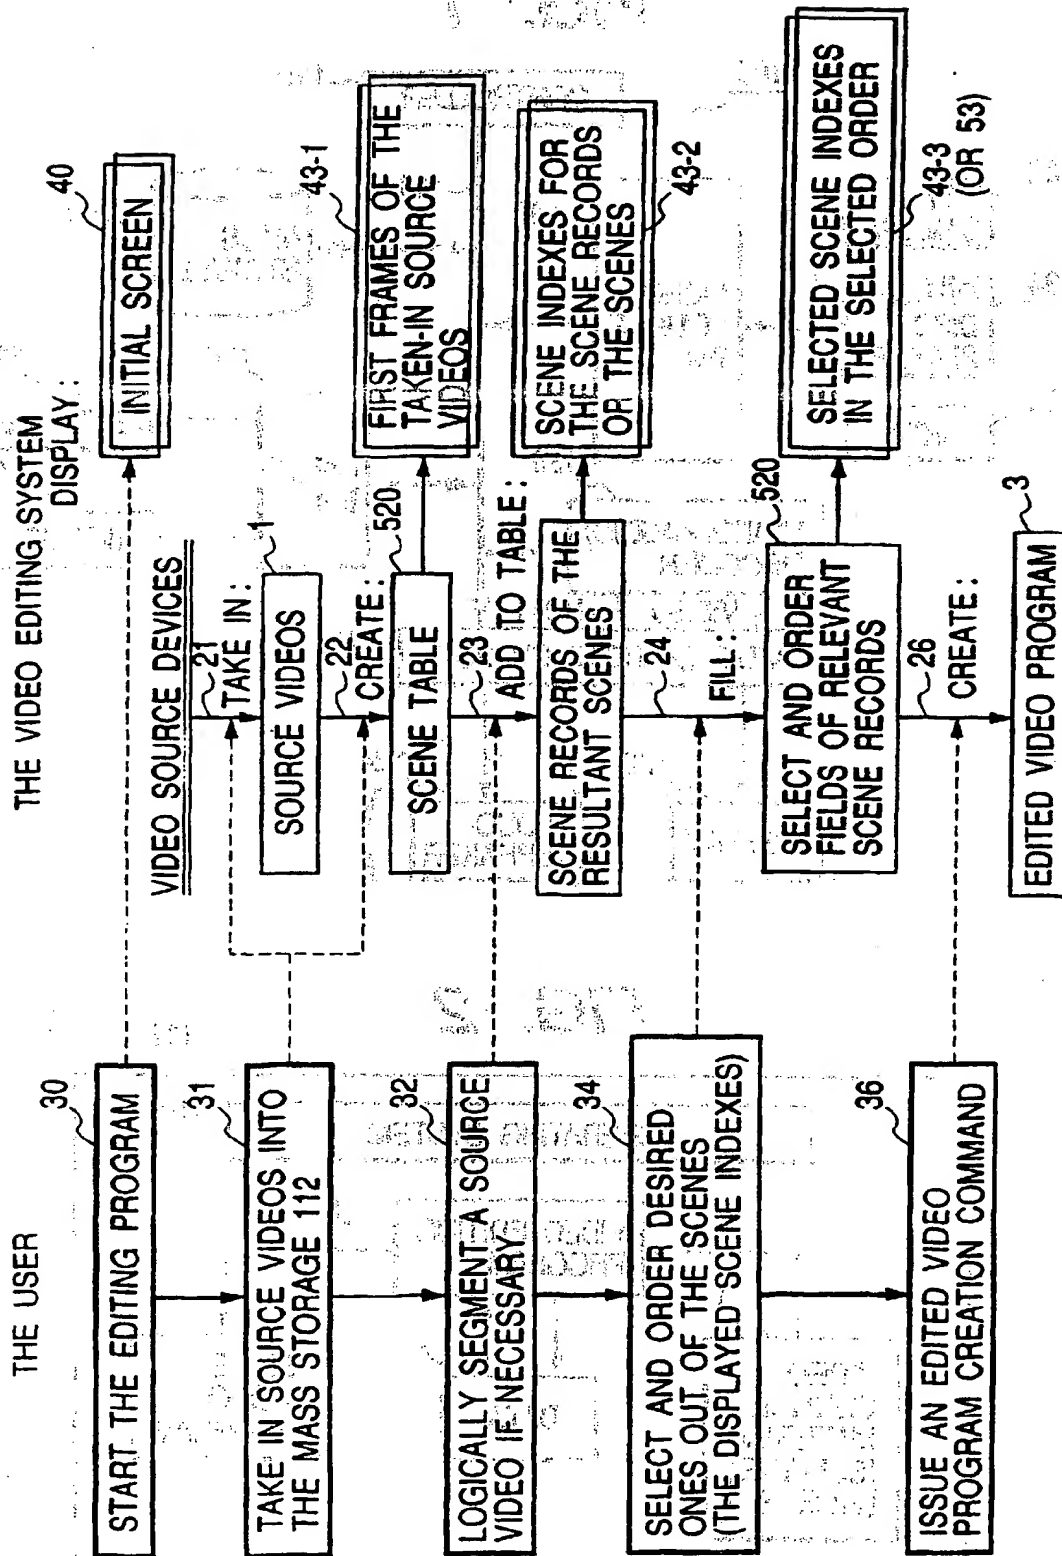 THE USER
30
START THE EDITING PROGRAM
31
TAKE IN SOURCE VIDEOS INTO
THE MASS STORAGE 112
32
LOGICALLY SEGMENT A SOURCE
VIDEO IF NECESSARY
34
SELECT AND ORDER DESIRED
ONES OUT OF THE SCENES
(THE DISPLAYED SCENE INDEXES)
36
ISSUE AN EDITED VIDEO
PROGRAM CREATION COMMAND
THE VIDEO EDITING SYSTEM
DISPLAY:
VIDEO SOURCE DEVICES
21
TAKE IN:
1
SOURCE VIDEOS
22
CREATE:
520
SCENE TABLE
23
ADD TO TABLE:
SCENE RECORDS OF THE
RESULTANT SCENES
24
FILL:
520
SELECT AND ORDER
FIELDS OF RELEVANT
SCENE RECORDS
26
CREATE:
3
EDITED VIDEO PROGRAM
40
INITIAL SCREEN
43-1
FIRST FRAMES OF THE
TAKEN-IN SOURCE
VIDEOS
43-2
SCENE INDEXES FOR
THE SCENE RECORDS
OR THE SCENES
43-3
(OR 53)
SELECTED SCENE INDEXES
IN THE SELECTED ORDER
FIG. 2